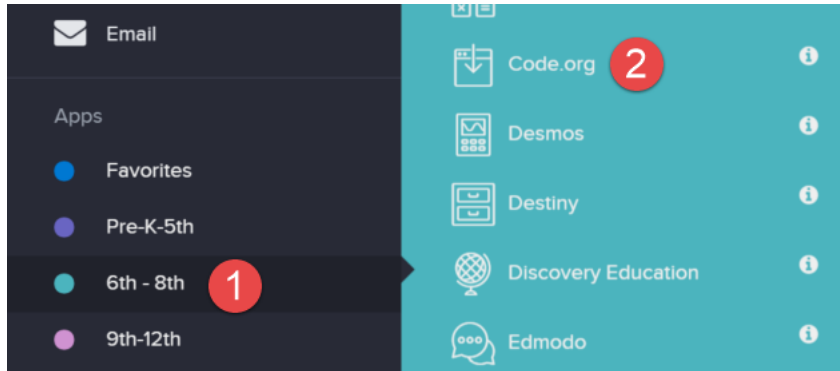 Email
Apps
Favorites
Pre-K-5th
6th - 8th 1
9th-12th
Code.org 2
Desmos
Destiny
Discovery Education
Edmodo